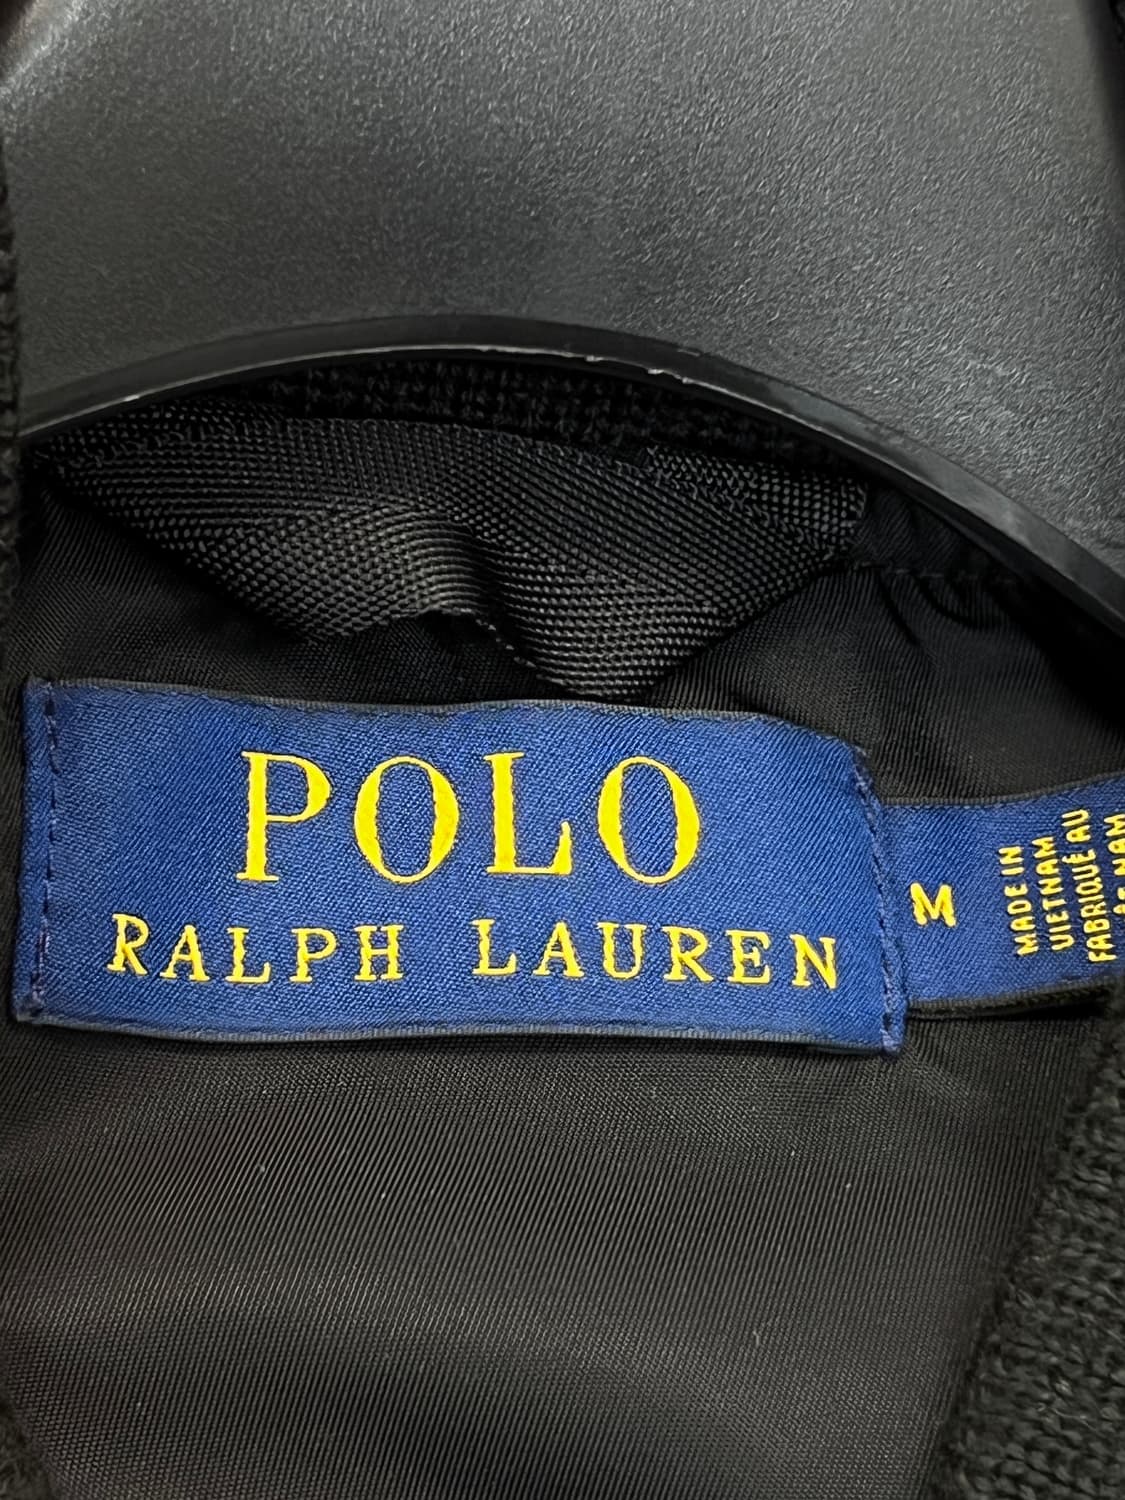 POLO
RALPH LAUREN
M
MADE IN
VIETNAM
FABRIQUÉ AU